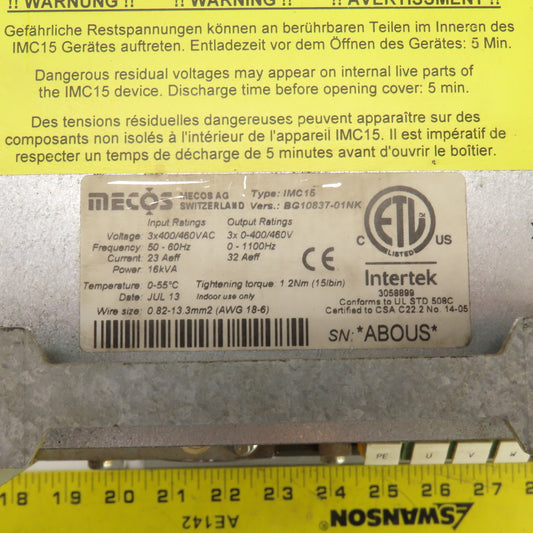 !! WARNUNG !! !! WARNING !! !! AVERTISSEMENT !!
Gefährliche Restspannungen können an berührbaren Teilen im Inneren des
IMC15 Gerätes auftreten. Entladezeit vor dem Öffnen des Gerätes: 5 Min.
Dangerous residual voltages may appear on internal live parts of
the IMC15 device. Discharge time before opening cover: 5 min.
Des tensions résiduelles dangereuses peuvent apparaître sur des
composants non isolés à l'intérieur de l'appareil IMC15. Il est impératif de
respecter un temps de décharge de 5 minutes avant d'ouvrir le boîtier.
mecos MECOS AG Type: IMC15
SWITZERLAND Vers.: BG10837-01NK
Input Ratings Output Ratings
Voltage: 3x400/460VAC 3x 0-400/460V
Frequency: 50 - 60Hz 0 - 1100Hz
Current: 23 Aeff 32 Aeff
Power: 16kVA
CE
Temperature: 0-55°C Tightening torque: 1.2Nm (15lbin)
Date: JUL 13 Indoor use only
Wire size: 0.82-13.3mm2 (AWG 18-6)
C ETL US
LISTED
Intertek
3058899
Conforms to UL STD 508C
Certified to CSA C22.2 No. 14-05
SN: *ABOUS*
PE U V W
18 19 20 21 22 23 24 25 26 27
AE142
SWANSON